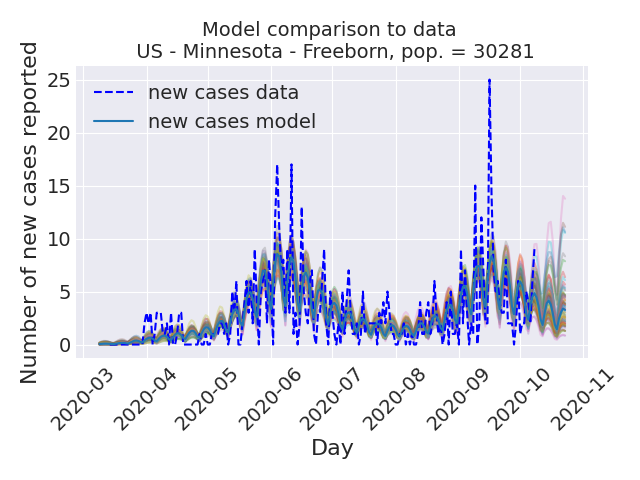 Model comparison to data
US - Minnesota - Freeborn, pop. = 30281
Number of new cases reported
25
20
15
10
5
0
new cases data
new cases model
2020-03
2020-04
2020-05
2020-06
2020-07
2020-08
2020-09
2020-10
2020-11
Day